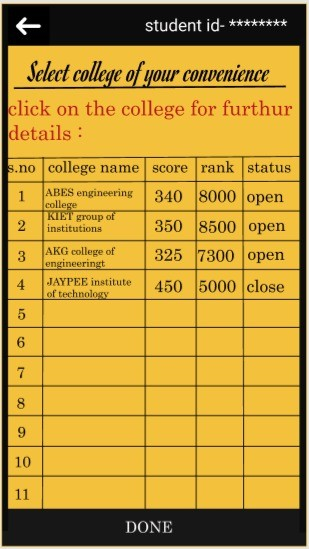 student id- ********
Select college of your convenience
click on the college for furthur
details :
s.no college name score rank status
1 ABES engineering college 340 8000 open
2 KIET group of institutions 350 8500 open
3 AKG college of engineeringt 325 7300 open
4 JAYPEE institute of technology 450 5000 close
5
6
7
8
9
10
11
DONE